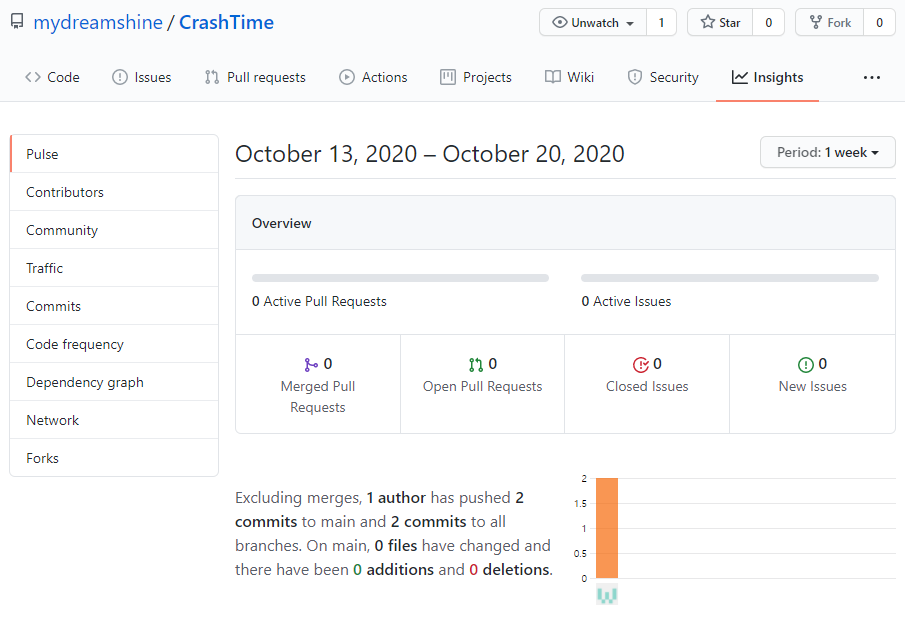 mydreamshine / CrashTime
Unwatch 1 Star 0 Fork 0
Code Issues Pull requests Actions Projects Wiki Security Insights ...
Pulse
Contributors
Community
Traffic
Commits
Code frequency
Dependency graph
Network
Forks
October 13, 2020 – October 20, 2020
Period: 1 week
Overview
0 Active Pull Requests
0 Active Issues
0
Merged Pull
Requests
0
Open Pull Requests
0
Closed Issues
0
New Issues
Excluding merges, 1 author has pushed 2
commits to main and 2 commits to all
branches. On main, 0 files have changed and
there have been 0 additions and 0 deletions.
2
1.5
1
0.5
0